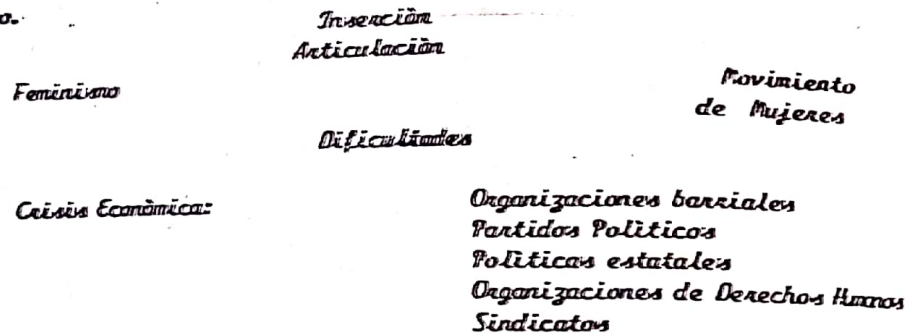 o.
Inserción
Articulación
Feminismo
Movimiento
de Mujeres
Dificultades
Crisis Económica:
Organizaciones barriales
Partidos Políticos
Políticas estatales
Organizaciones de Derechos Hmnos
Sindicatos